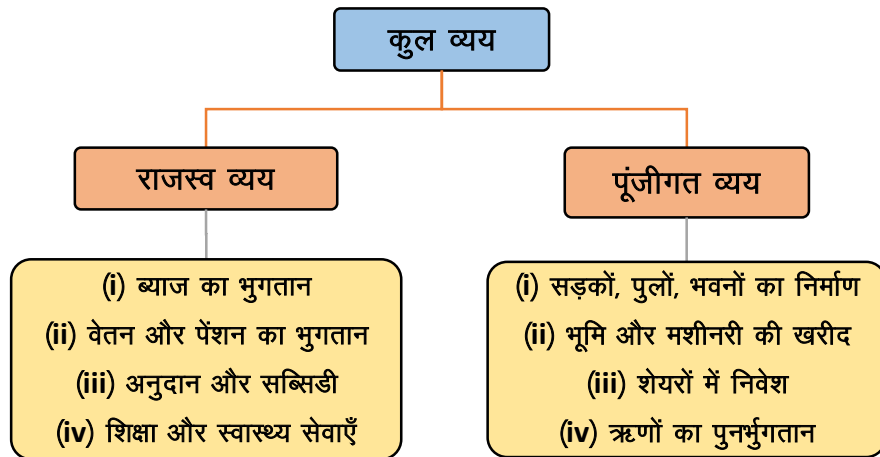 कुल व्यय
राजस्व व्यय
पूंजीगत व्यय
(i) ब्याज का भुगतान
(ii) वेतन और पेंशन का भुगतान
(iii) अनुदान और सब्सिडी
(iv) शिक्षा और स्वास्थ्य सेवाएँ
(i) सड़कों, पुलों, भवनों का निर्माण
(ii) भूमि और मशीनरी की खरीद
(iii) शेयरों में निवेश
(iv) ऋणों का पुनर्भुगतान